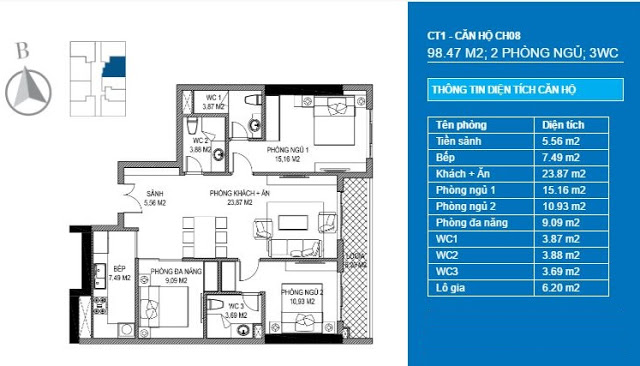 B
WC 1
3.87 M2
WC 2
3.88 M2
PHÒNG NGỦ 1
15,16 M2
SẢNH
5.56 M2
PHÒNG KHÁCH + ĂN
23,87 M2
LÔGIA
6.20 M2
BẾP
7,49 M2
PHÒNG ĐA NĂNG
9.09 M2
WC 3
3.69 M2
PHÒNG NGỦ 2
10,93 M2
CT1 - CĂN HỘ CH08
98.47 M2; 2 PHÒNG NGỦ; 3WC
THÔNG TIN DIỆN TÍCH CĂN HỘ
Tên phòng Diện tích
Tiền sảnh 5.56 m2
Bếp 7.49 m2
Khách + Ăn 23.87 m2
Phòng ngủ 1 15.16 m2
Phòng ngủ 2 10.93 m2
Phòng đa năng 9.09 m2
WC1 3.87 m2
WC2 3.88 m2
WC3 3.69 m2
Lô gia 6.20 m2